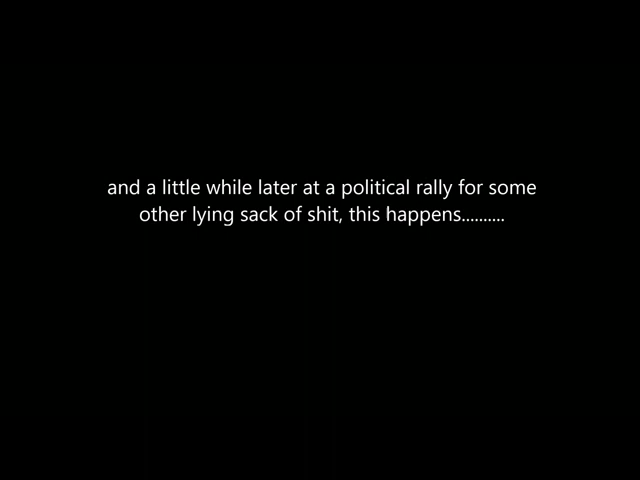 and a little while later at a political rally for some
other lying sack of shit, this happens..........